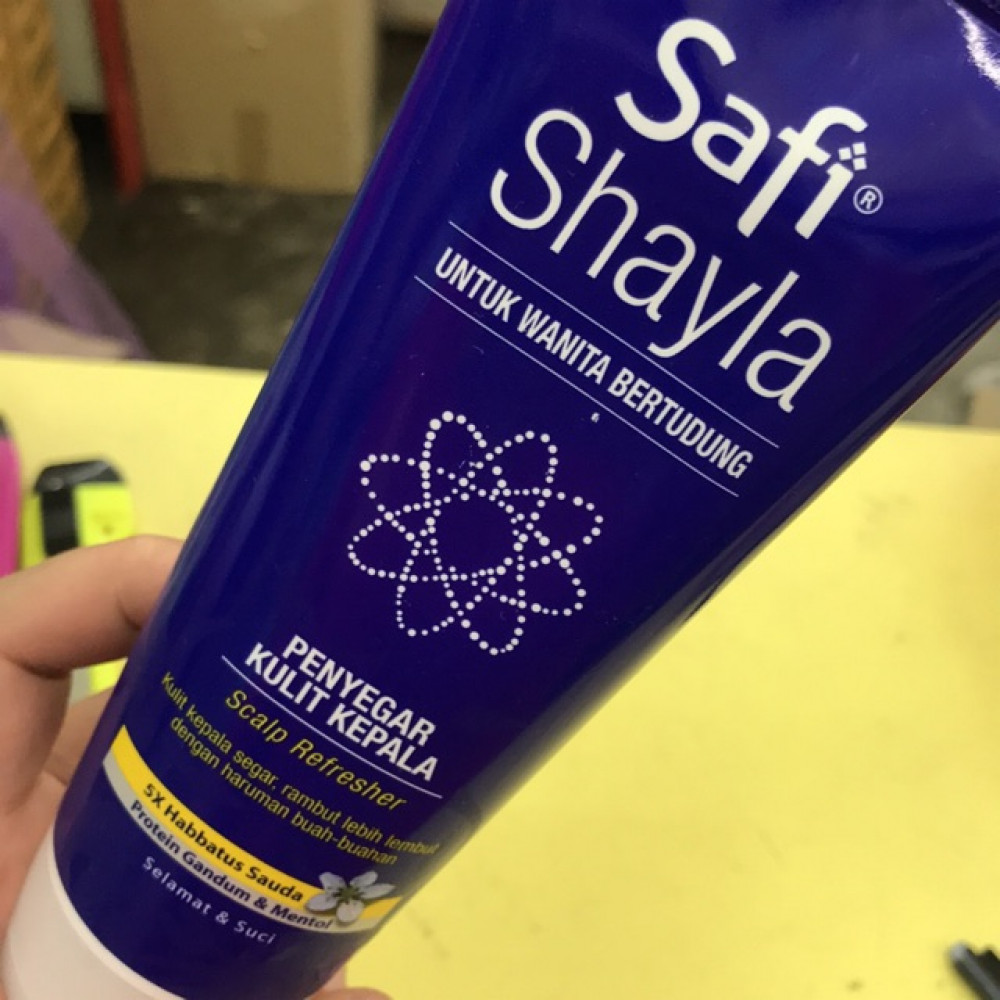 Safi®
Shayla
UNTUK WANITA BERTUDUNG
PENYEGAR
KULIT KEPALA
Scalp Refresher
Kulit kepala segar, rambut lebih lembut
dengan haruman buah-buahan
5X Habbatus Sauda
Protein Gandum & Mentol
Selamat & Suci